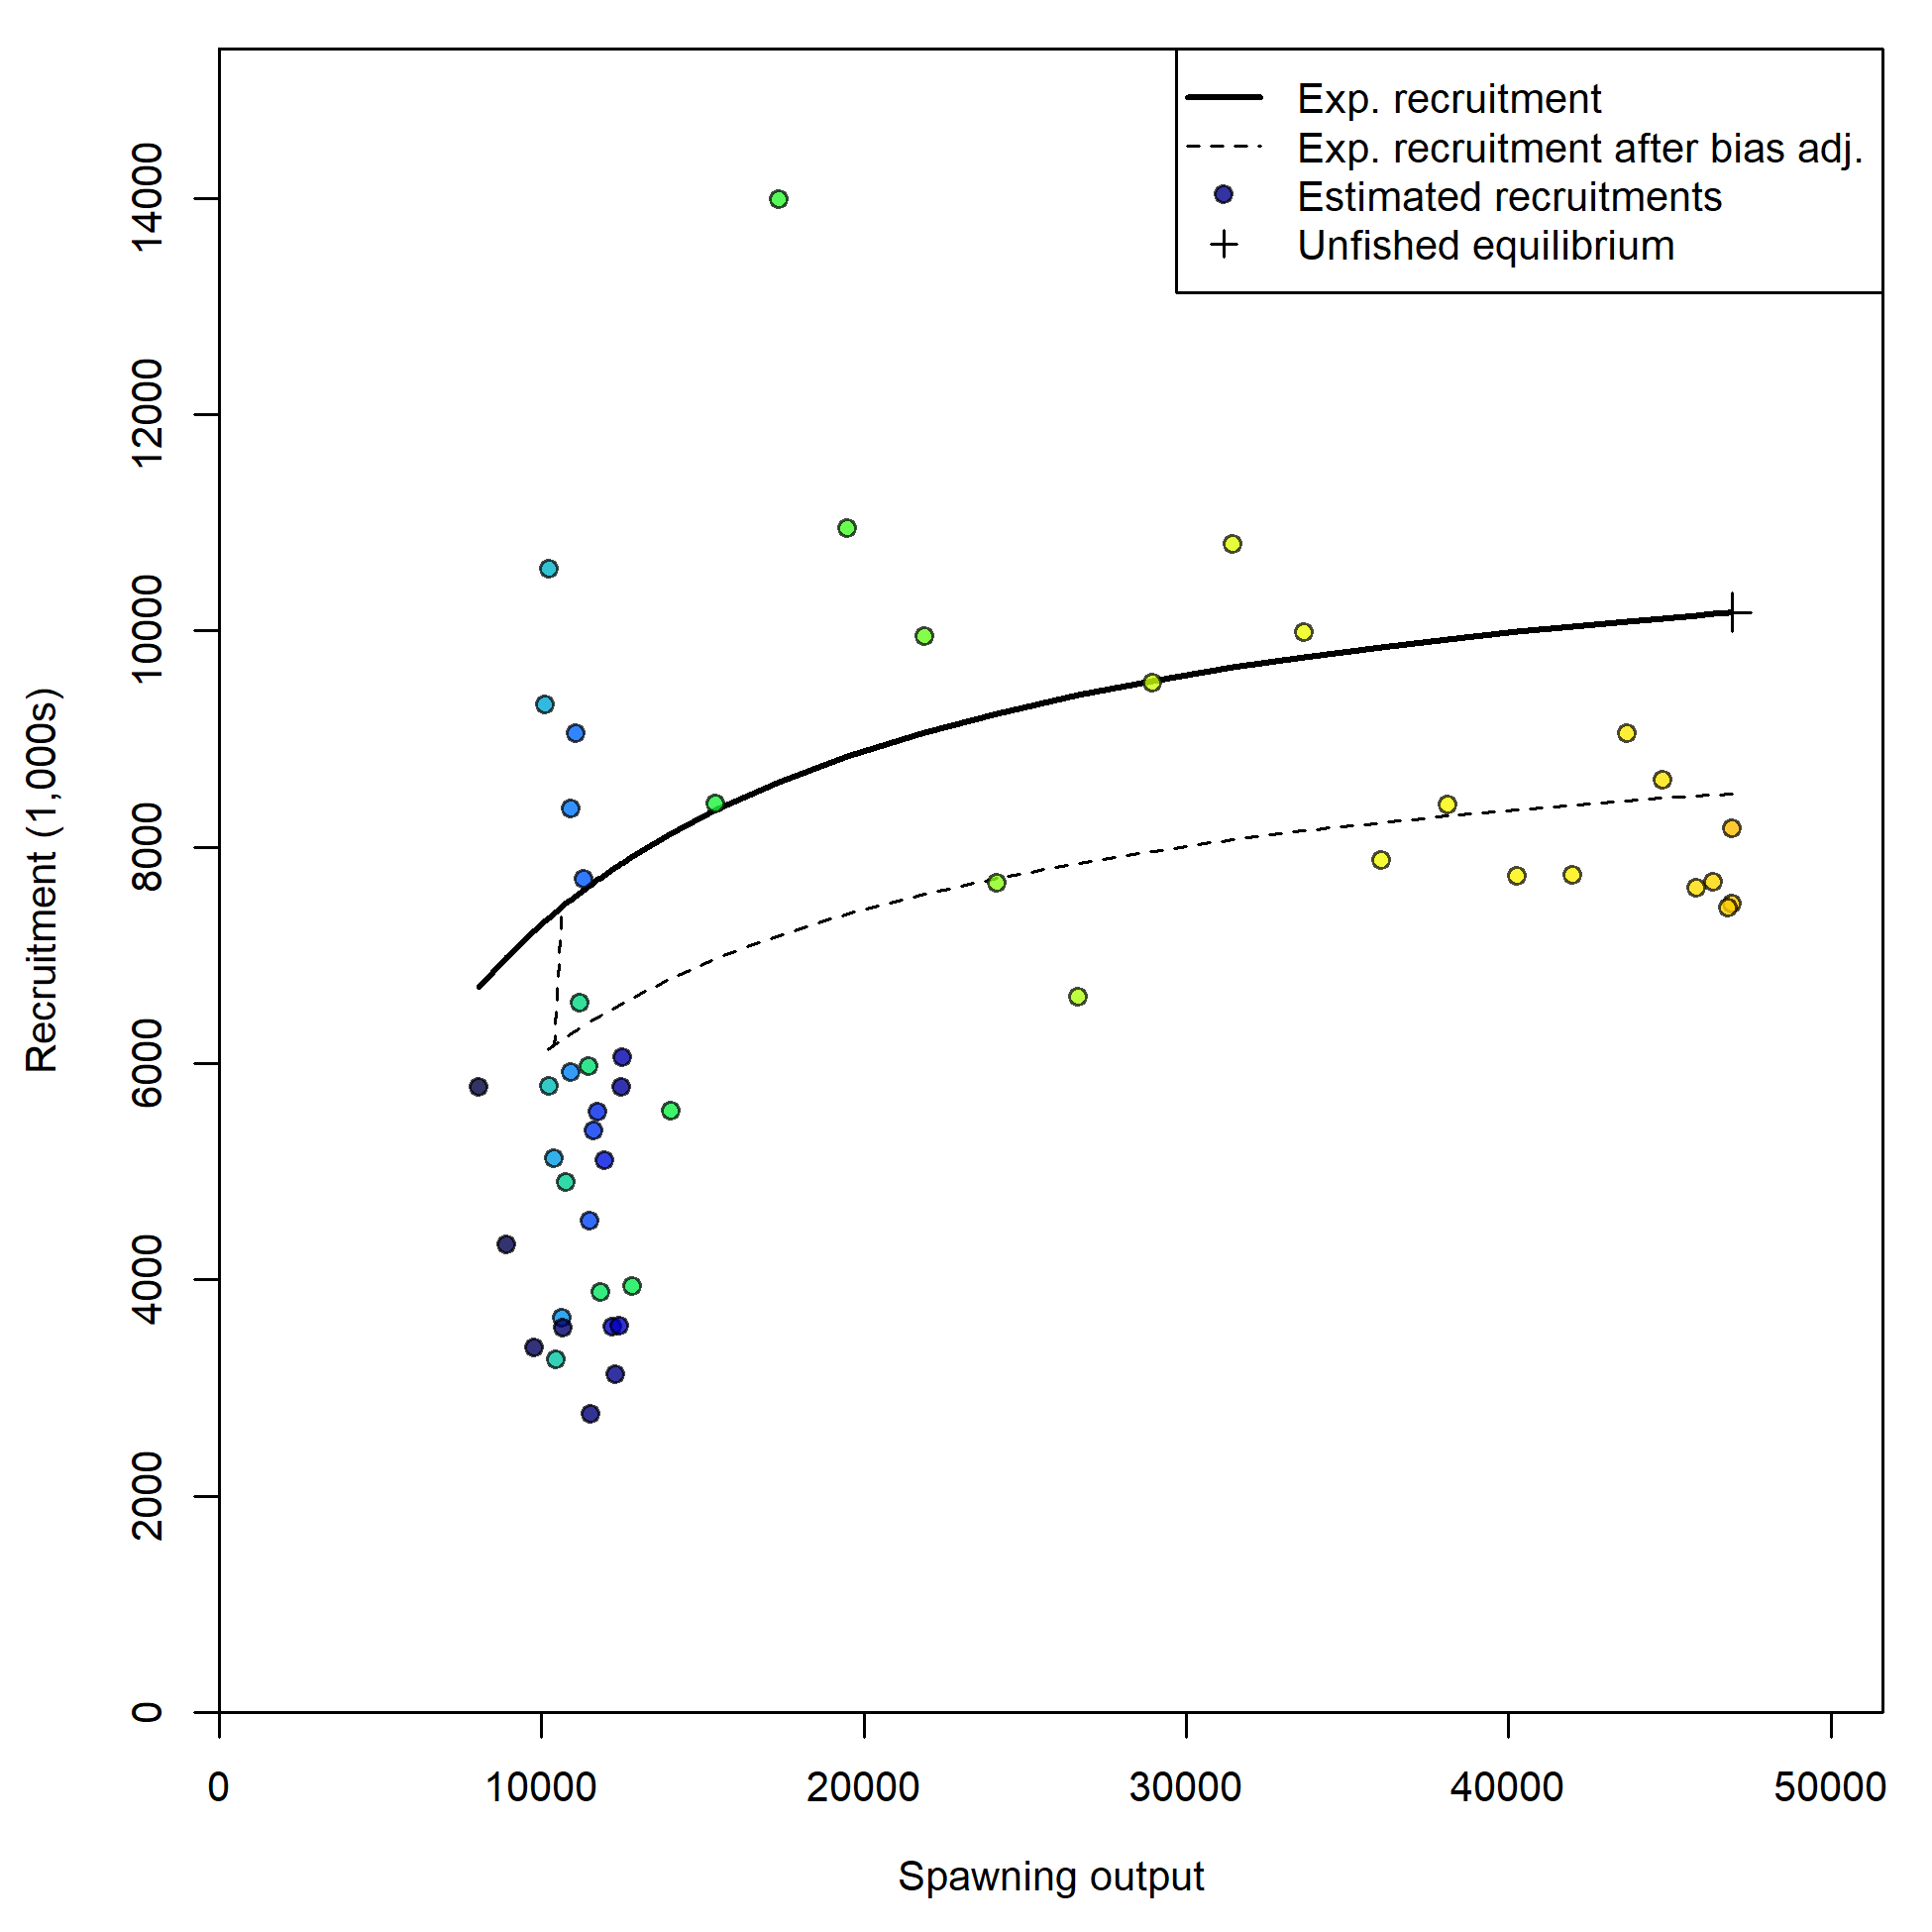 Exp. recruitment
Exp. recruitment after bias adj.
Estimated recruitments
Unfished equilibrium
Recruitment (1,000s)
14000
12000
10000
8000
6000
4000
2000
0
0 10000 20000 30000 40000 50000
Spawning output